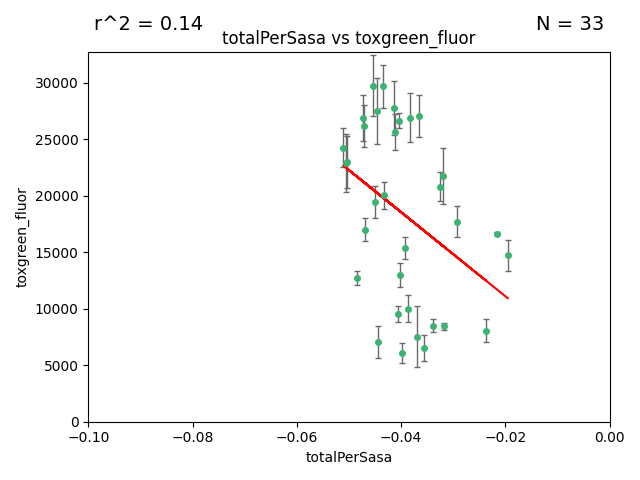 r^2 = 0.14
N = 33
totalPerSasa vs toxgreen_fluor
30000
25000
20000
15000
10000
5000
0
toxgreen_fluor
−0.10
−0.08
−0.06
−0.04
−0.02
0.00
totalPerSasa